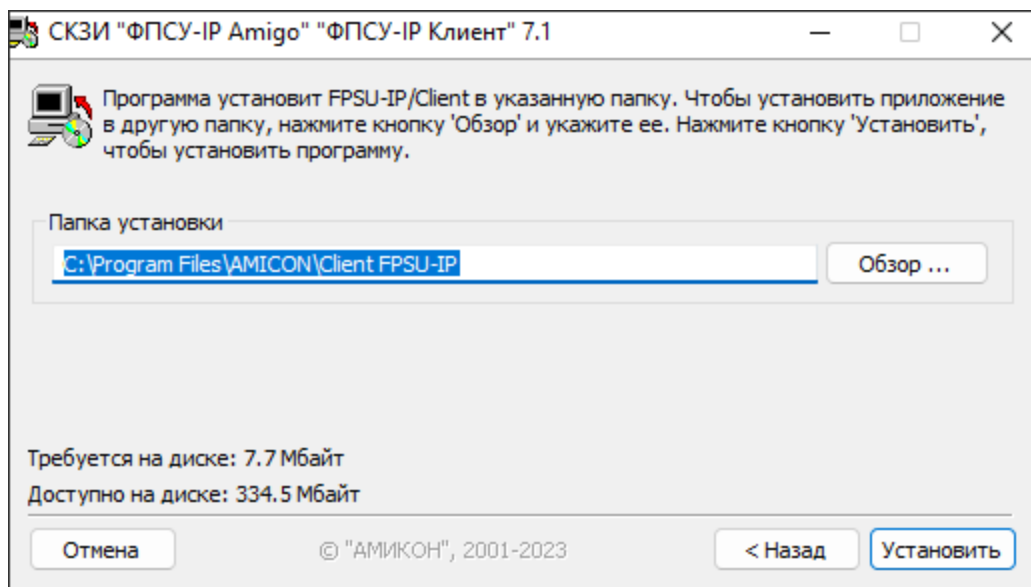 СКЗИ "ФПСУ-IP Amigo" "ФПСУ-IP Клиент" 7.1
Программа установит FPSU-IP/Client в указанную папку. Чтобы установить приложение
в другую папку, нажмите кнопку 'Обзор' и укажите ее. Нажмите кнопку 'Установить',
чтобы установить программу.
Папка установки
C:\Program Files\AMICON\Client FPSU-IP
Обзор ...
Требуется на диске: 7.7 Мбайт
Доступно на диске: 334.5 Мбайт
Отмена
© "АМИКОН", 2001-2023
< Назад
Установить